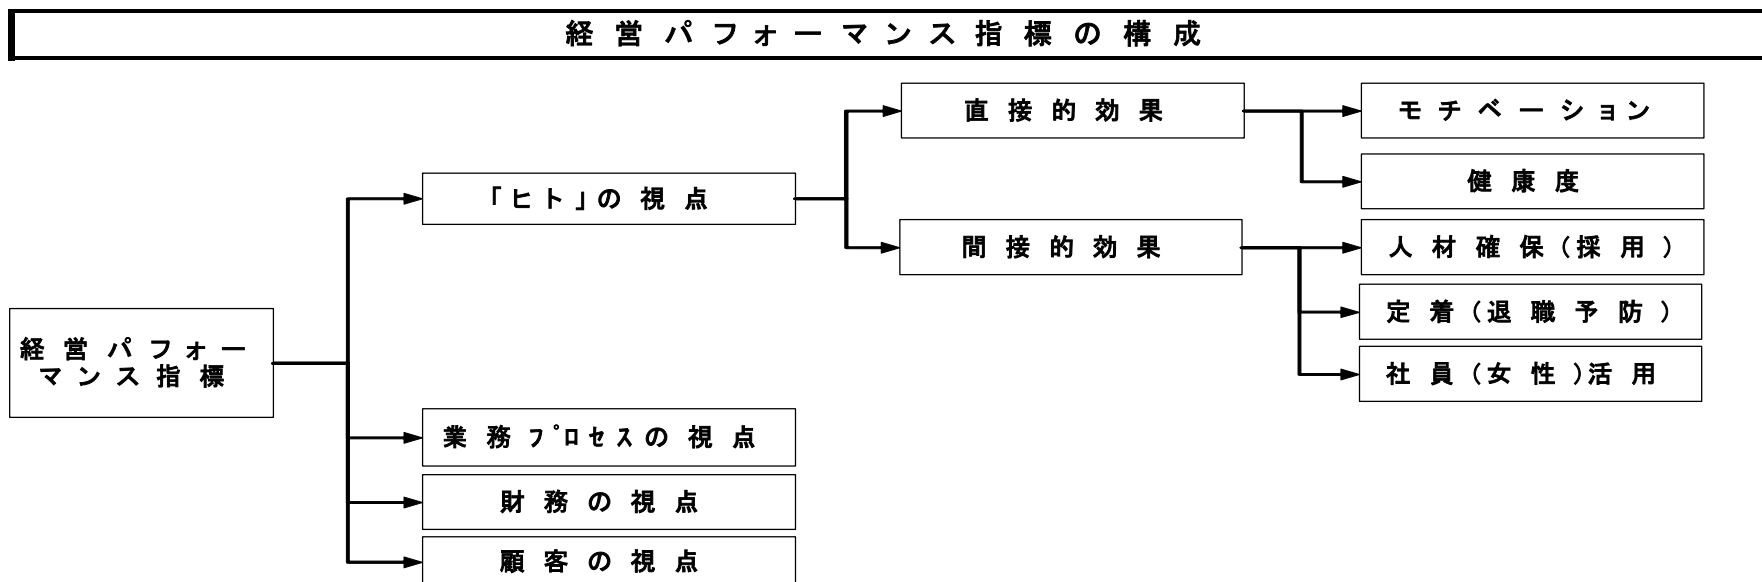 経営パフォーマンス指標の構成
直接的効果
モチベーション
健康度
「ヒト」の視点
間接的効果
人材確保(採用)
定着(退職予防)
社員(女性)活用
経営パフォー
マンス指標
業務プロセスの視点
財務の視点
顧客の視点